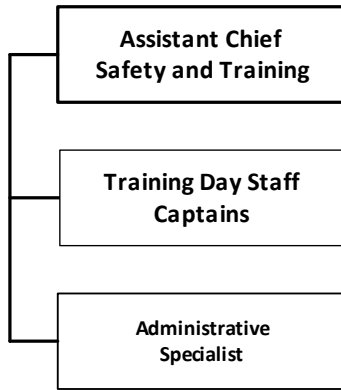 Assistant Chief
Safety and Training
Training Day Staff
Captains
Administrative
Specialist